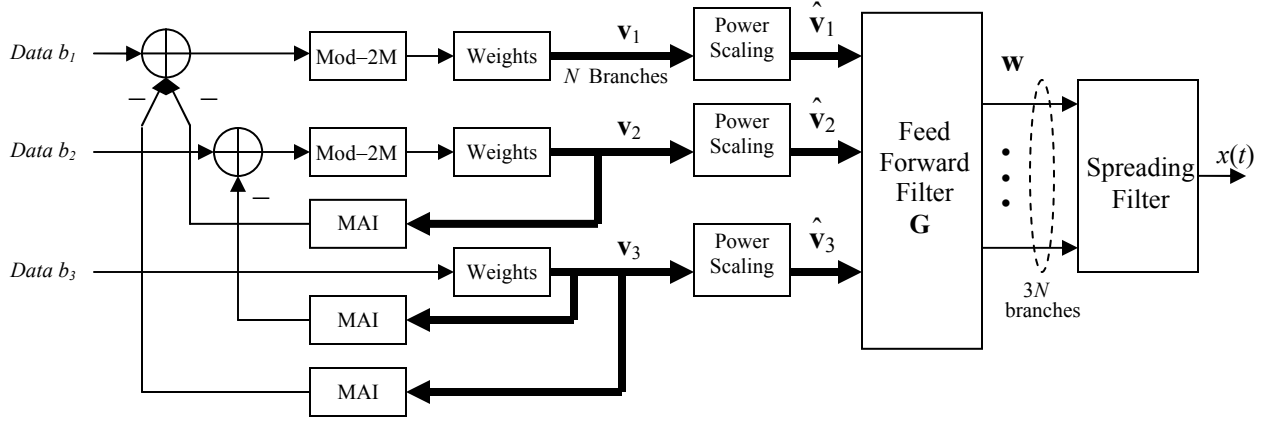 Data b₁
−
−
Mod–2M
Weights
v₁
N Branches
Power
Scaling
v̂₁
Data b₂
−
Mod–2M
Weights
v₂
Power
Scaling
v̂₂
MAI
Data b₃
Weights
v₃
Power
Scaling
v̂₃
MAI
MAI
Feed
Forward
Filter
G
w
3N
branches
Spreading
Filter
x(t)